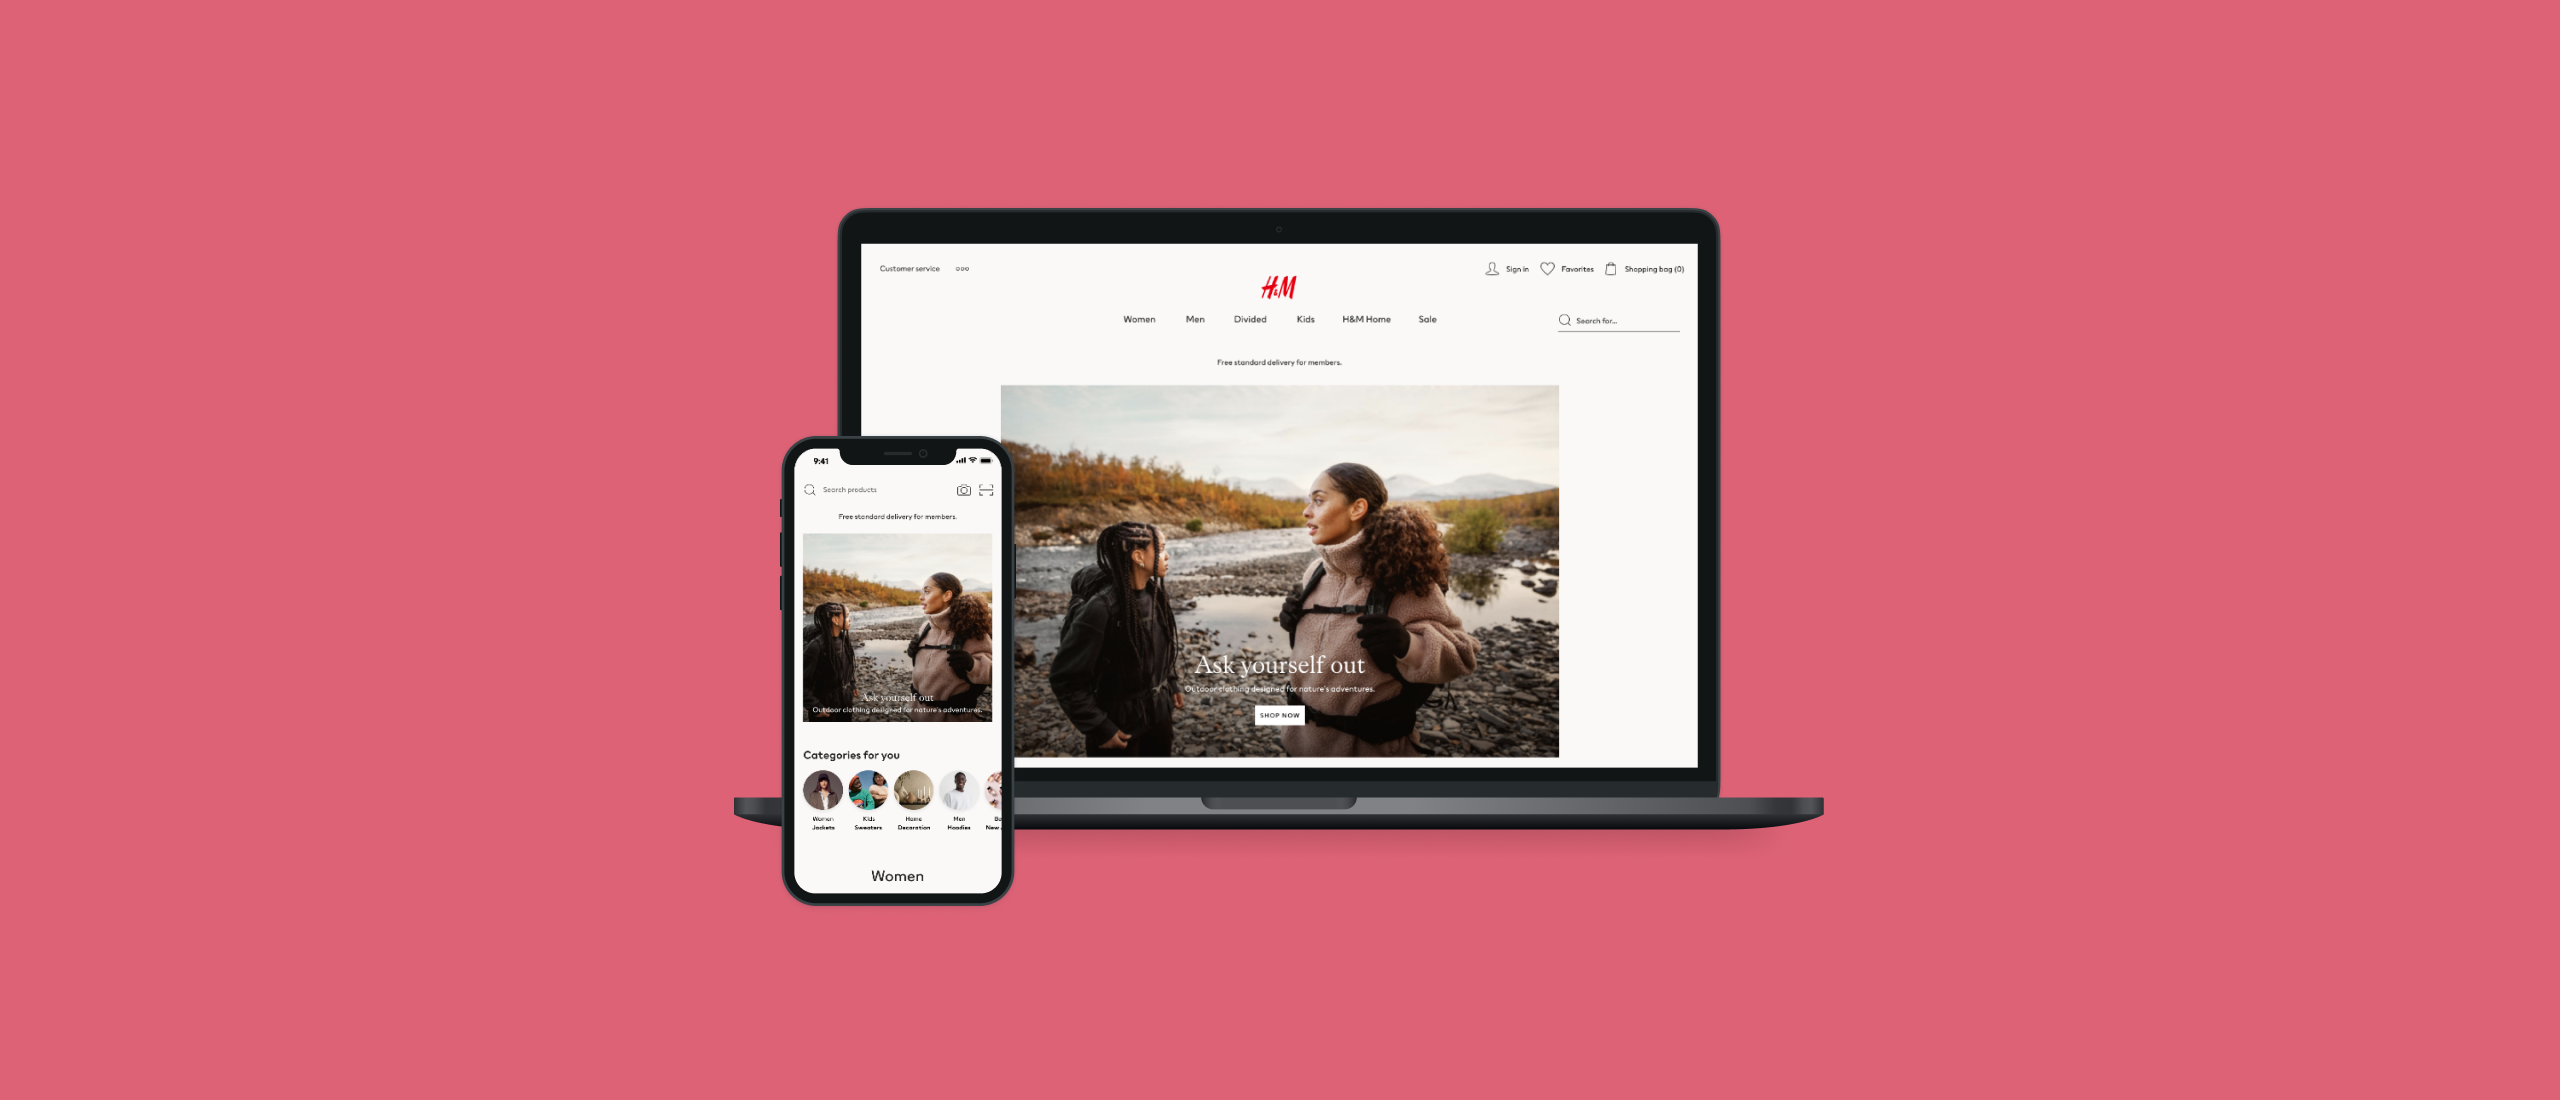 Customer service
Sign in
Favorites
Shopping bag (0)
H&M
Women
Men
Divided
Kids
H&M Home
Sale
Search for...
Free standard delivery for members.
Ask yourself out
Outdoor clothing designed for nature's adventures.
SHOP NOW
9:41
Search products
Free standard delivery for members.
Ask yourself out
Outdoor clothing designed for nature's adventures.
Categories for you
Women
Jackets
Kids
Sweaters
Home
Decoration
Men
Hoodies
New
Women